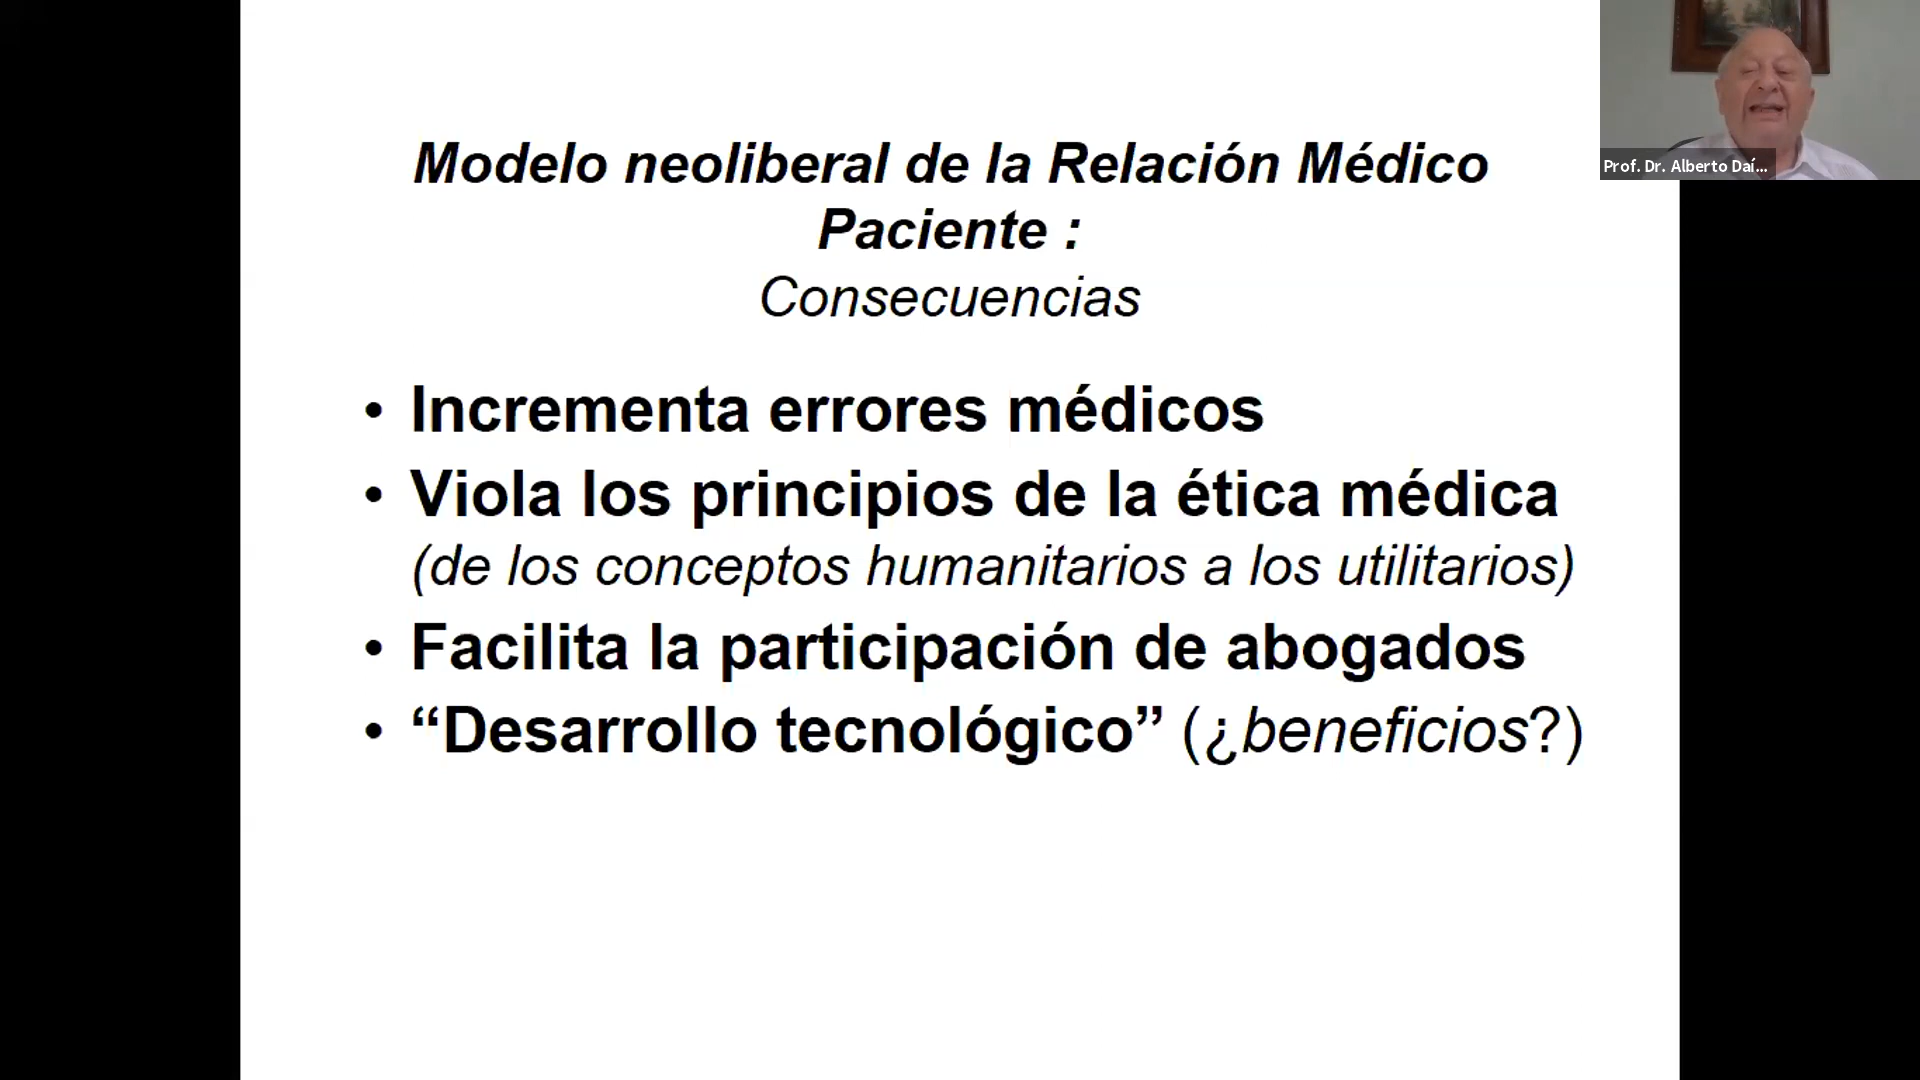 Modelo neoliberal de la Relación Médico
Paciente :
Consecuencias
• Incrementa errores médicos
• Viola los principios de la ética médica
(de los conceptos humanitarios a los utilitarios)
• Facilita la participación de abogados
• “Desarrollo tecnológico” (¿beneficios?)
Prof. Dr. Alberto Daí...